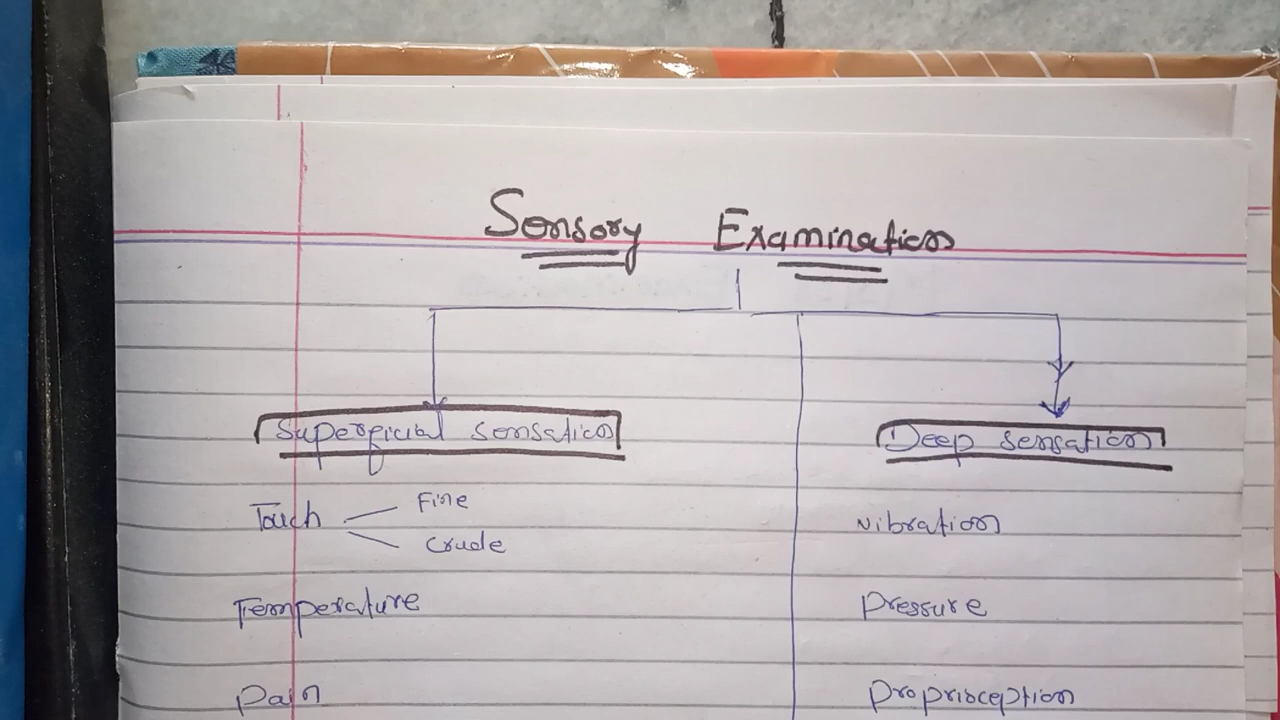 Sensory Examination
Superficial sensation
Deep sensation
Touch
Fine
Crude
Vibration
Temperature
Pressure
Pain
Proprioception